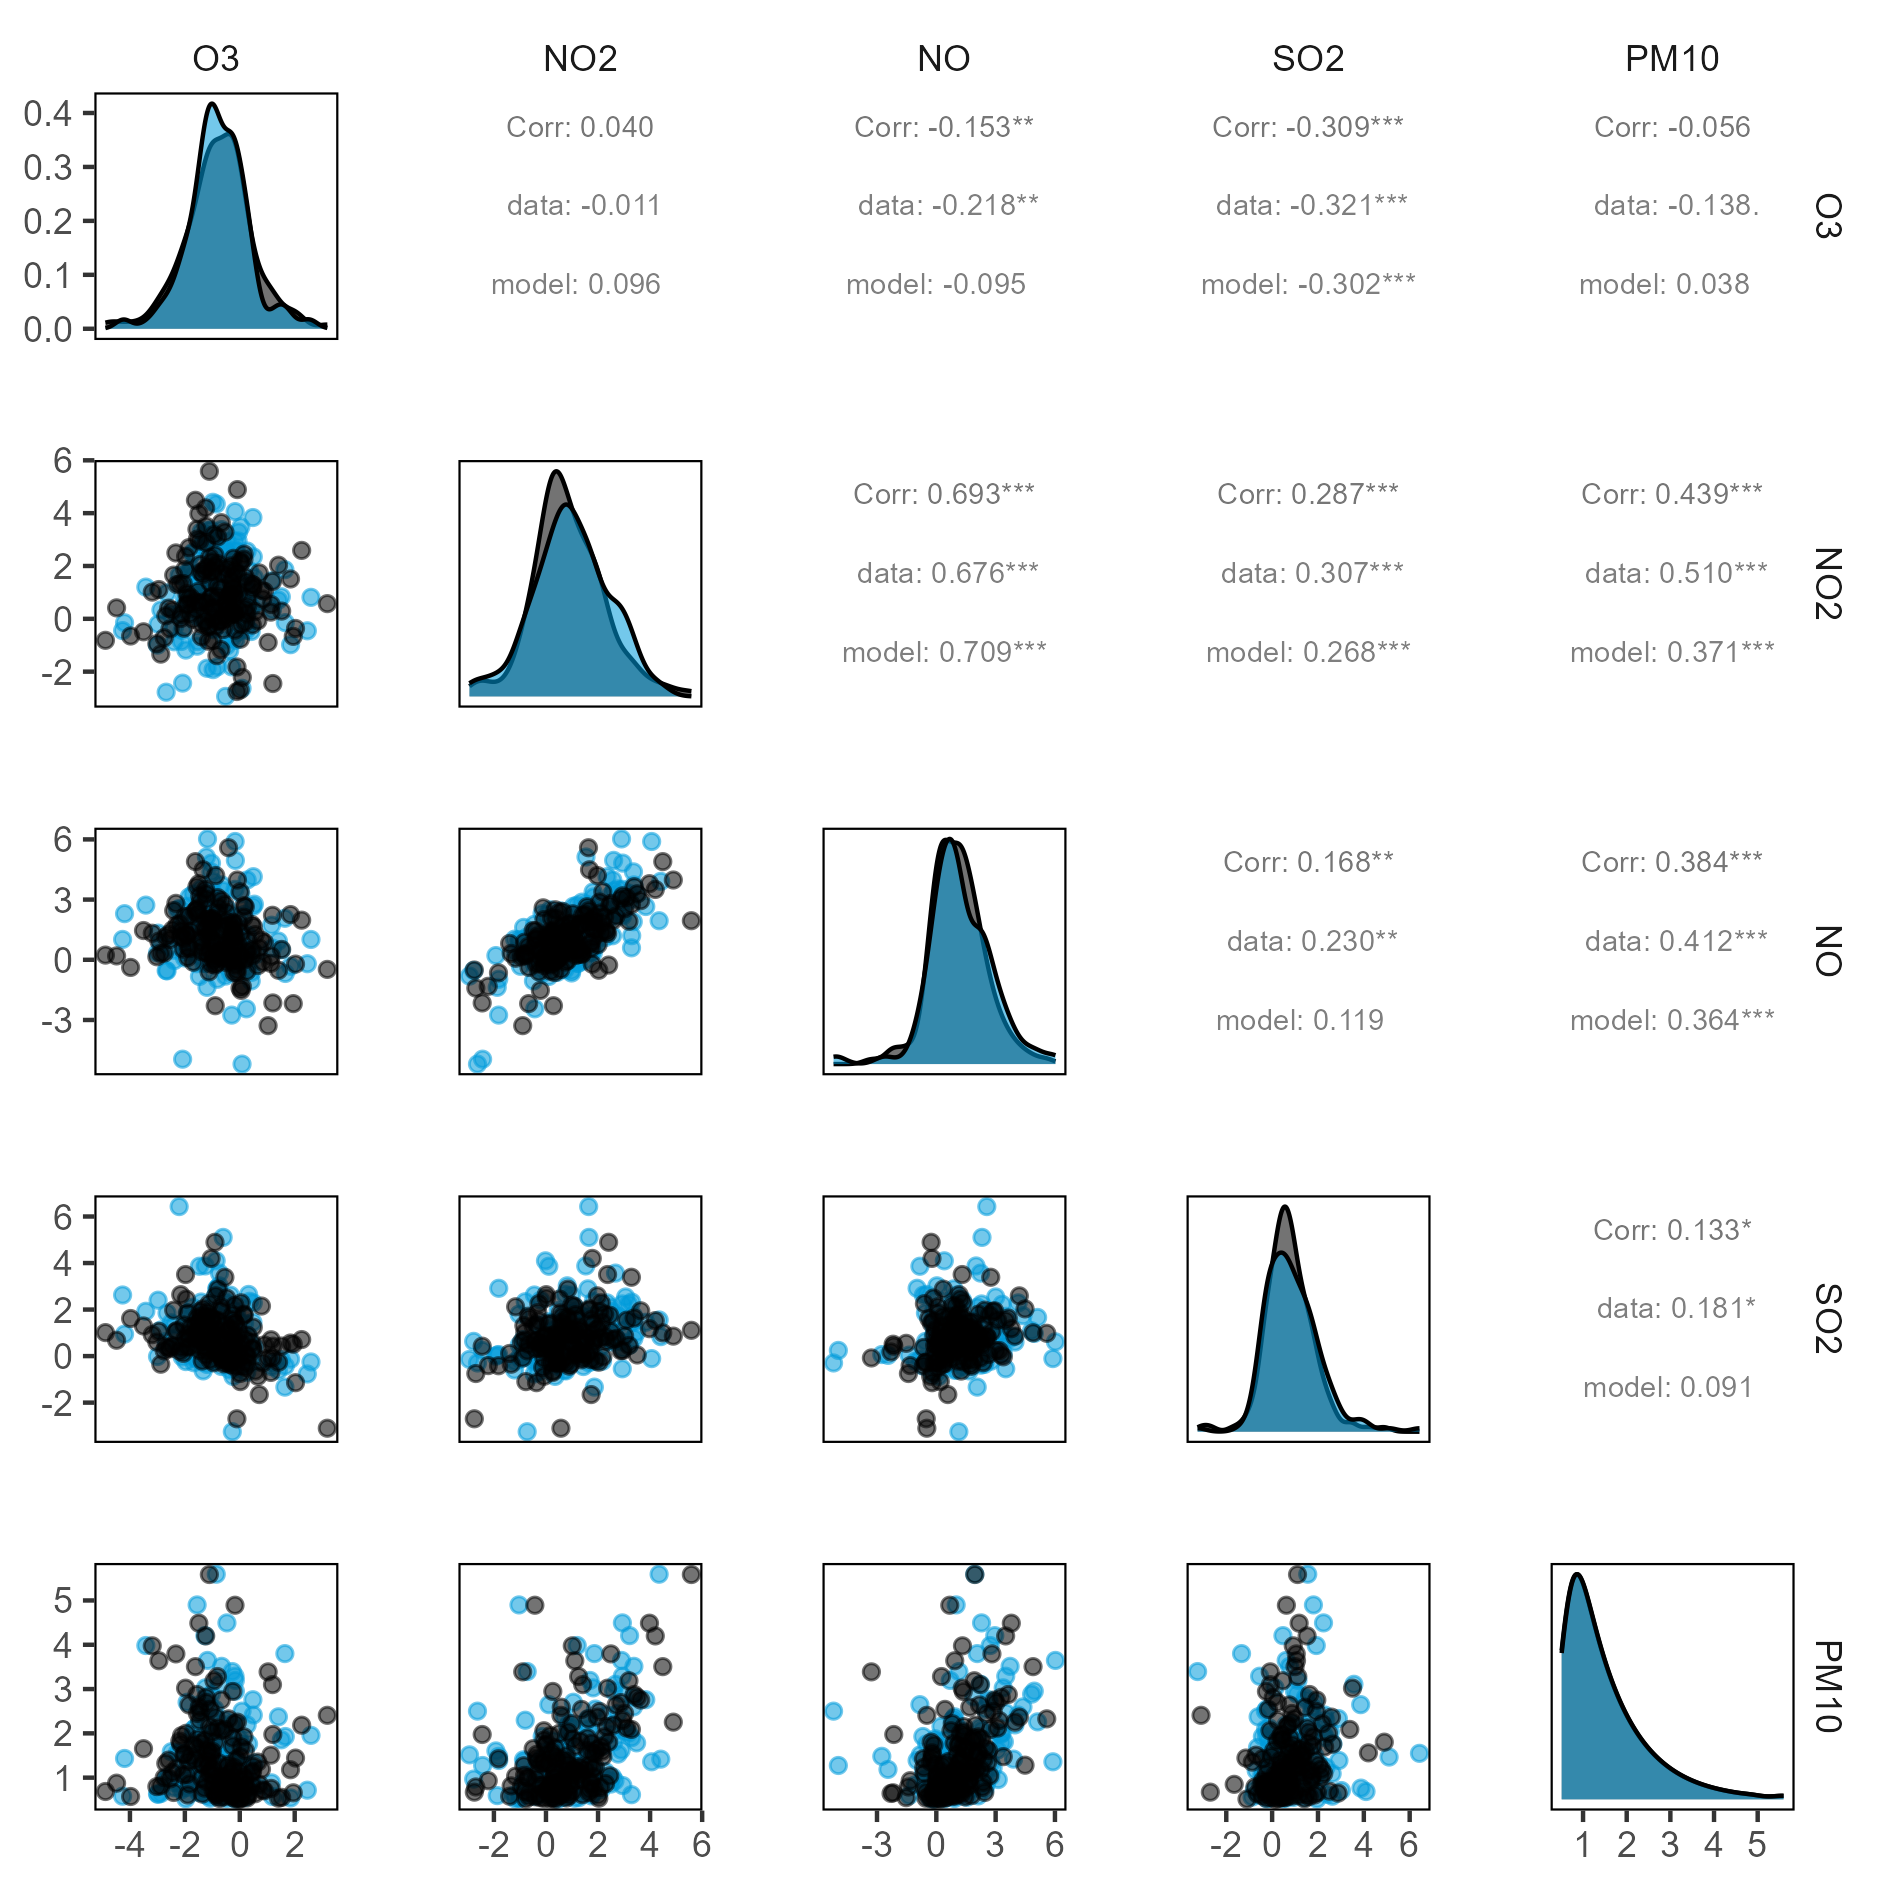 O3 NO2 NO SO2 PM10
0.4
0.3
0.2
0.1
0.0
Corr: 0.040
data: -0.011
model: 0.096
Corr: -0.153**
data: -0.218**
model: -0.095
Corr: -0.309***
data: -0.321***
model: -0.302***
Corr: -0.056
data: -0.138.
model: 0.038
O3
6
4
2
0
-2
Corr: 0.693***
data: 0.676***
model: 0.709***
Corr: 0.287***
data: 0.307***
model: 0.268***
Corr: 0.439***
data: 0.510***
model: 0.371***
NO2
6
3
0
-3
Corr: 0.168**
data: 0.230**
model: 0.119
Corr: 0.384***
data: 0.412***
model: 0.364***
NO
6
4
2
0
-2
Corr: 0.133*
data: 0.181*
model: 0.091
SO2
5
4
3
2
1
PM10
-4 -2 0 2
-2 0 2 4 6
-3 0 3 6
-2 0 2 4 6
1 2 3 4 5